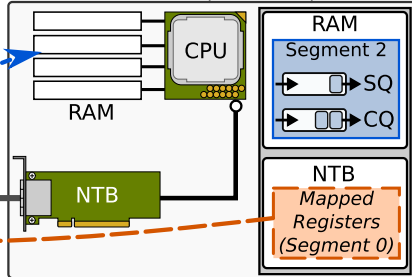 CPU
RAM
NTB
RAM
Segment 2
SQ
CQ
NTB
Mapped
Registers
(Segment 0)